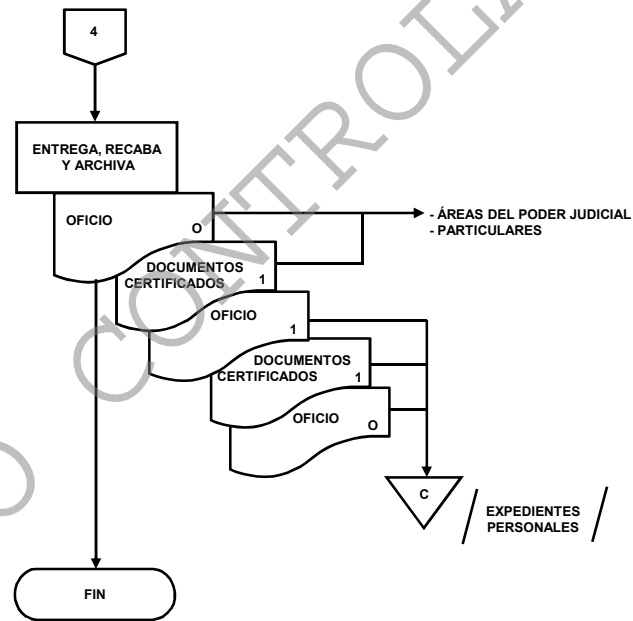 4
ENTREGA, RECABA
Y ARCHIVA
OFICIO
O
- ÁREAS DEL PODER JUDICIAL
- PARTICULARES
DOCUMENTOS
CERTIFICADOS 1
OFICIO
1
DOCUMENTOS
CERTIFICADOS 1
OFICIO
O
C
/ EXPEDIENTES
PERSONALES /
FIN